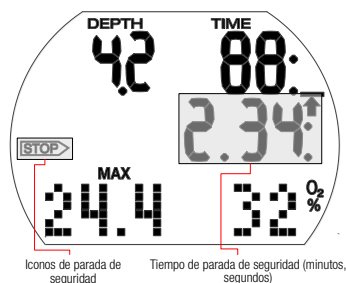 DEPTH TIME
4.2 88:
STOP 2.34:
MAX
24.4 32 O2 %
Iconos de parada de seguridad
Tiempo de parada de seguridad (minutos, segundos)